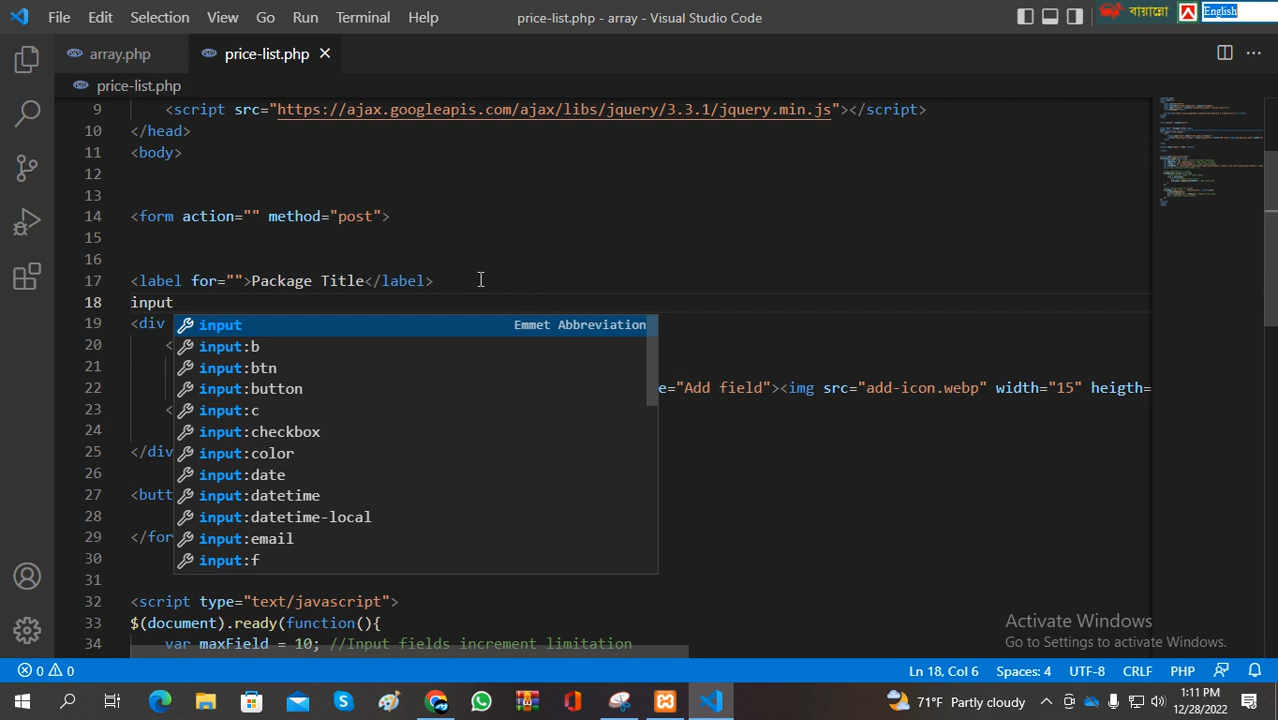 File Edit Selection View Go Run Terminal Help price-list.php - array - Visual Studio Code বায়ান্নো English
array.php price-list.php
price-list.php
9 <script src="https://ajax.googleapis.com/ajax/libs/jquery/3.3.1/jquery.min.js"></script>
10 </head>
11 <body>
12
13
14 <form action="" method="post">
15
16
17 <label for="">Package Title</label>
18 input
19 <div input Emmet Abbreviation
20 < input:b
21 input:btn
22 input:button e="Add field"><img src="add-icon.webp" width="15" heigth=
23 < input:c
24 input:checkbox
25 </div input:color
26 input:date
27 <butt input:datetime
28 input:datetime-local
29 </for input:email
30 input:f
31
32 <script type="text/javascript">
33 $(document).ready(function(){
34 var maxField = 10; //Input fields increment limitation
Activate Windows
Go to Settings to activate Windows.
0 0 Ln 18, Col 6 Spaces: 4 UTF-8 CRLF PHP
71°F Partly cloudy 1:11 PM
12/28/2022